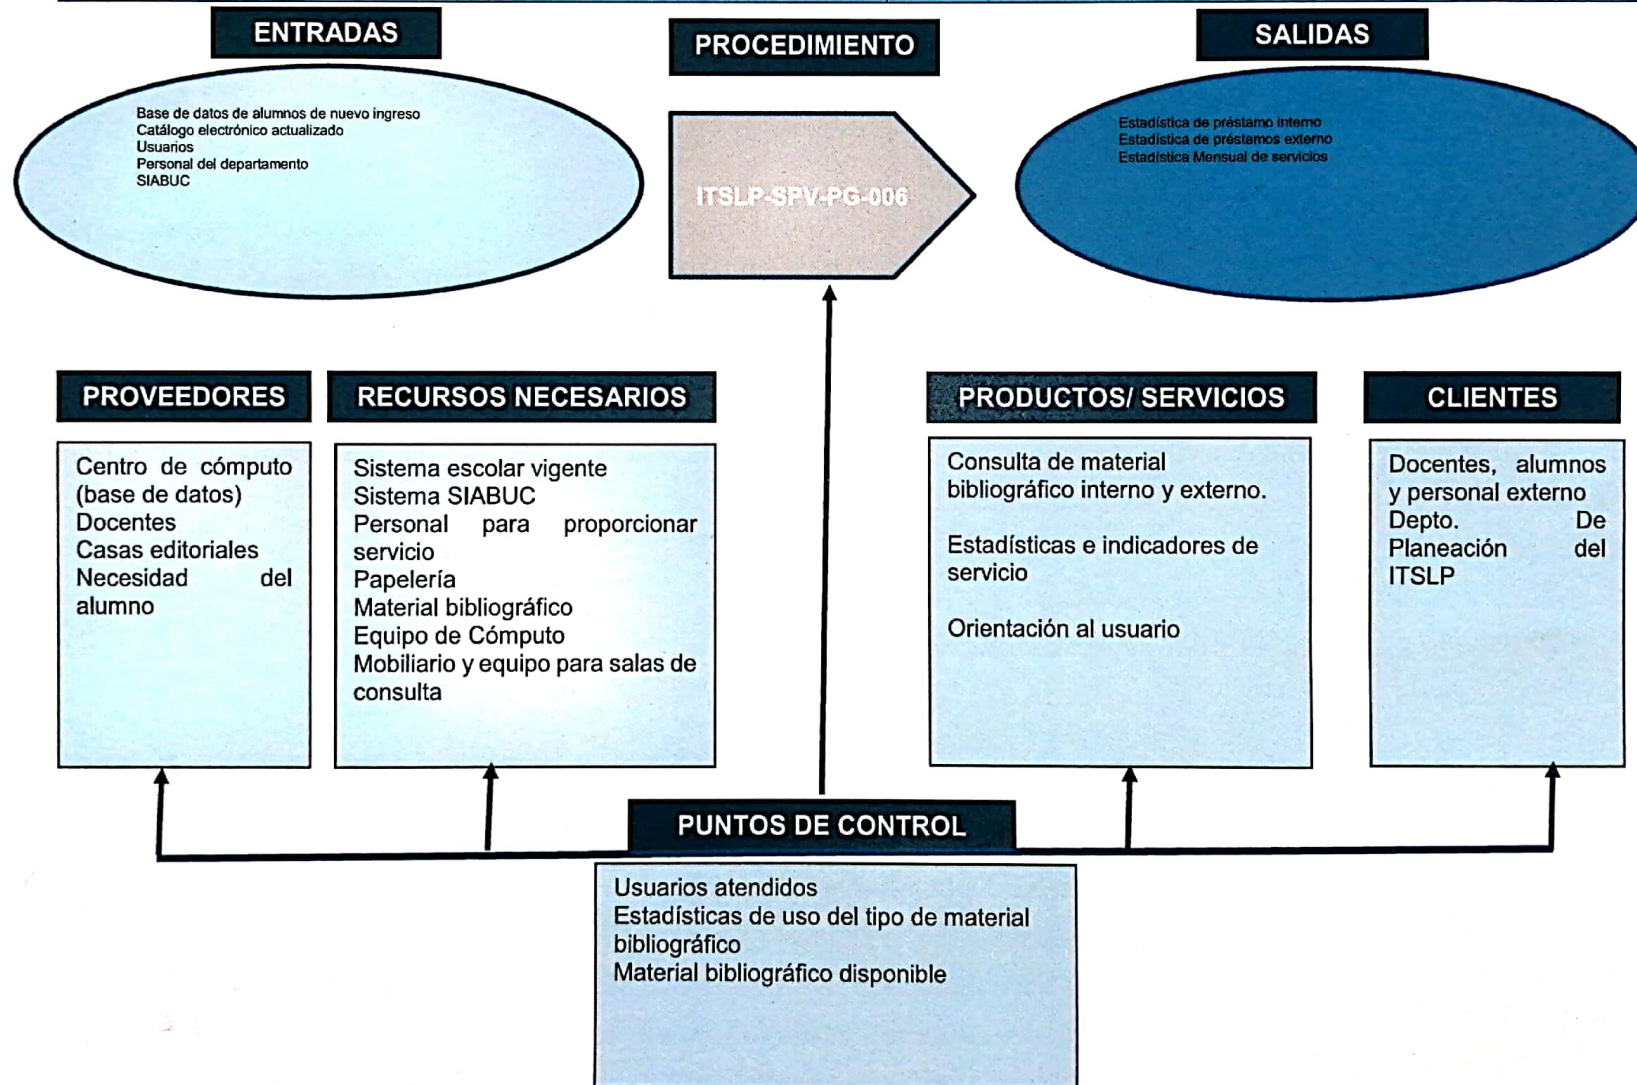 ENTRADAS
PROCEDIMIENTO
SALIDAS
Base de datos de alumnos de nuevo ingreso
Catálogo electrónico actualizado
Usuarios
Personal del departamento
SIABUC
ITSLP-SPV-PG-006
Estadística de préstamo interno
Estadística de préstamos externo
Estadística Mensual de servicios
PROVEEDORES
Centro de cómputo
(base de datos)
Docentes
Casas editoriales
Necesidad del
alumno
RECURSOS NECESARIOS
Sistema escolar vigente
Sistema SIABUC
Personal para proporcionar
servicio
Papelería
Material bibliográfico
Equipo de Cómputo
Mobiliario y equipo para salas de
consulta
PRODUCTOS/ SERVICIOS
Consulta de material
bibliográfico interno y externo.
Estadísticas e indicadores de
servicio
Orientación al usuario
CLIENTES
Docentes, alumnos
y personal externo
Depto. De
Planeación del
ITSLP
PUNTOS DE CONTROL
Usuarios atendidos
Estadísticas de uso del tipo de material
bibliográfico
Material bibliográfico disponible